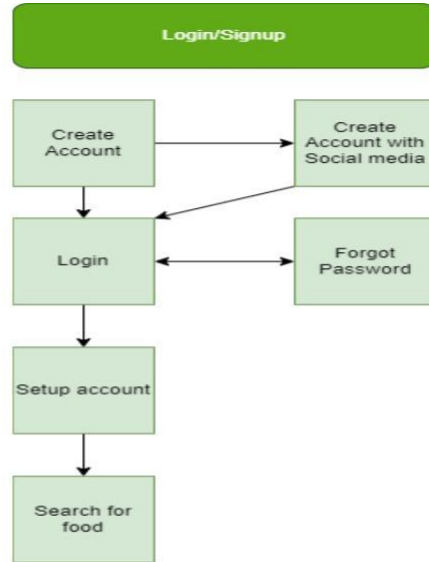 Login/Signup
Create
Account
Create
Account with
Social media
Login
Forgot
Password
Setup account
Search for
food